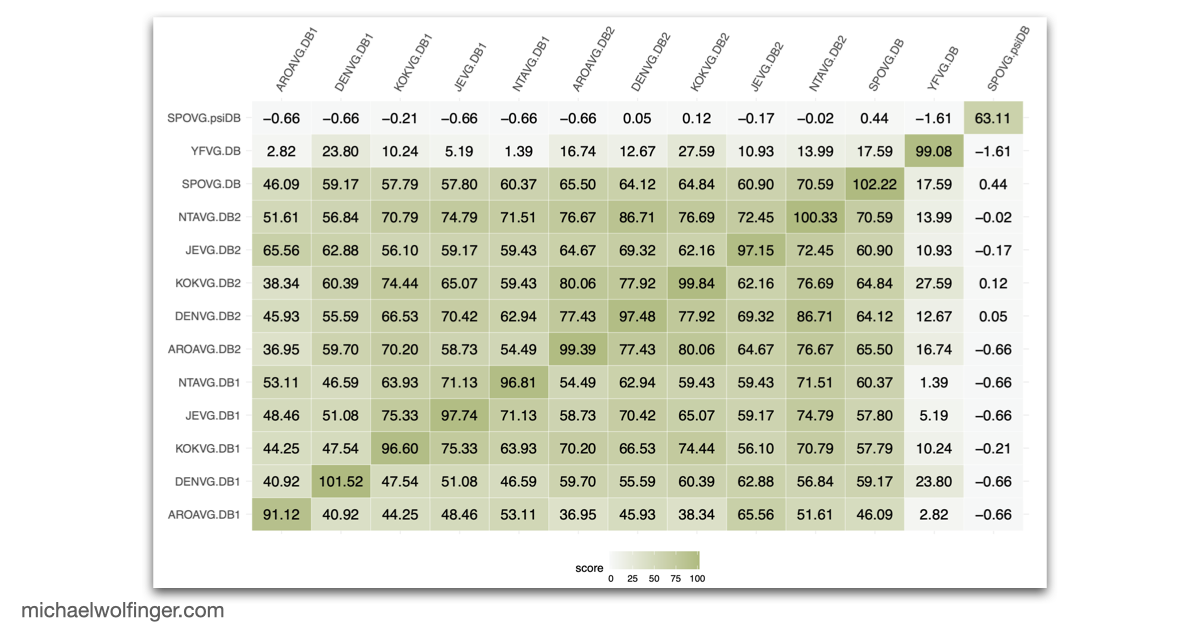 AROAVG.DB1 DENVG.DB1 KOKVG.DB1 JEVG.DB1 NTAVG.DB1 AROAVG.DB2 DENVG.DB2 KOKVG.DB2 JEVG.DB2 NTAVG.DB2 SPOVG.DB YFVG.DB SPOVG.psiDB
SPOVG.psiDB −0.66 −0.66 −0.21 −0.66 −0.66 −0.66 0.05 0.12 −0.17 −0.02 0.44 −1.61 63.11
YFVG.DB 2.82 23.80 10.24 5.19 1.39 16.74 12.67 27.59 10.93 13.99 17.59 99.08 −1.61
SPOVG.DB 46.09 59.17 57.79 57.80 60.37 65.50 64.12 64.84 60.90 70.59 102.22 17.59 0.44
NTAVG.DB2 51.61 56.84 70.79 74.79 71.51 76.67 86.71 76.69 72.45 100.33 70.59 13.99 −0.02
JEVG.DB2 65.56 62.88 56.10 59.17 59.43 64.67 69.32 62.16 97.15 72.45 60.90 10.93 −0.17
KOKVG.DB2 38.34 60.39 74.44 65.07 59.43 80.06 77.92 99.84 62.16 76.69 64.84 27.59 0.12
DENVG.DB2 45.93 55.59 66.53 70.42 62.94 77.43 97.48 77.92 69.32 86.71 64.12 12.67 0.05
AROAVG.DB2 36.95 59.70 70.20 58.73 54.49 99.39 77.43 80.06 64.67 76.67 65.50 16.74 −0.66
NTAVG.DB1 53.11 46.59 63.93 71.13 96.81 54.49 62.94 59.43 59.43 71.51 60.37 1.39 −0.66
JEVG.DB1 48.46 51.08 75.33 97.74 71.13 58.73 70.42 65.07 59.17 74.79 57.80 5.19 −0.66
KOKVG.DB1 44.25 47.54 96.60 75.33 63.93 70.20 66.53 74.44 56.10 70.79 57.79 10.24 −0.21
DENVG.DB1 40.92 101.52 47.54 51.08 46.59 59.70 55.59 60.39 62.88 56.84 59.17 23.80 −0.66
AROAVG.DB1 91.12 40.92 44.25 48.46 53.11 36.95 45.93 38.34 65.56 51.61 46.09 2.82 −0.66
score
0 25 50 75 100
michaelwolfinger.com